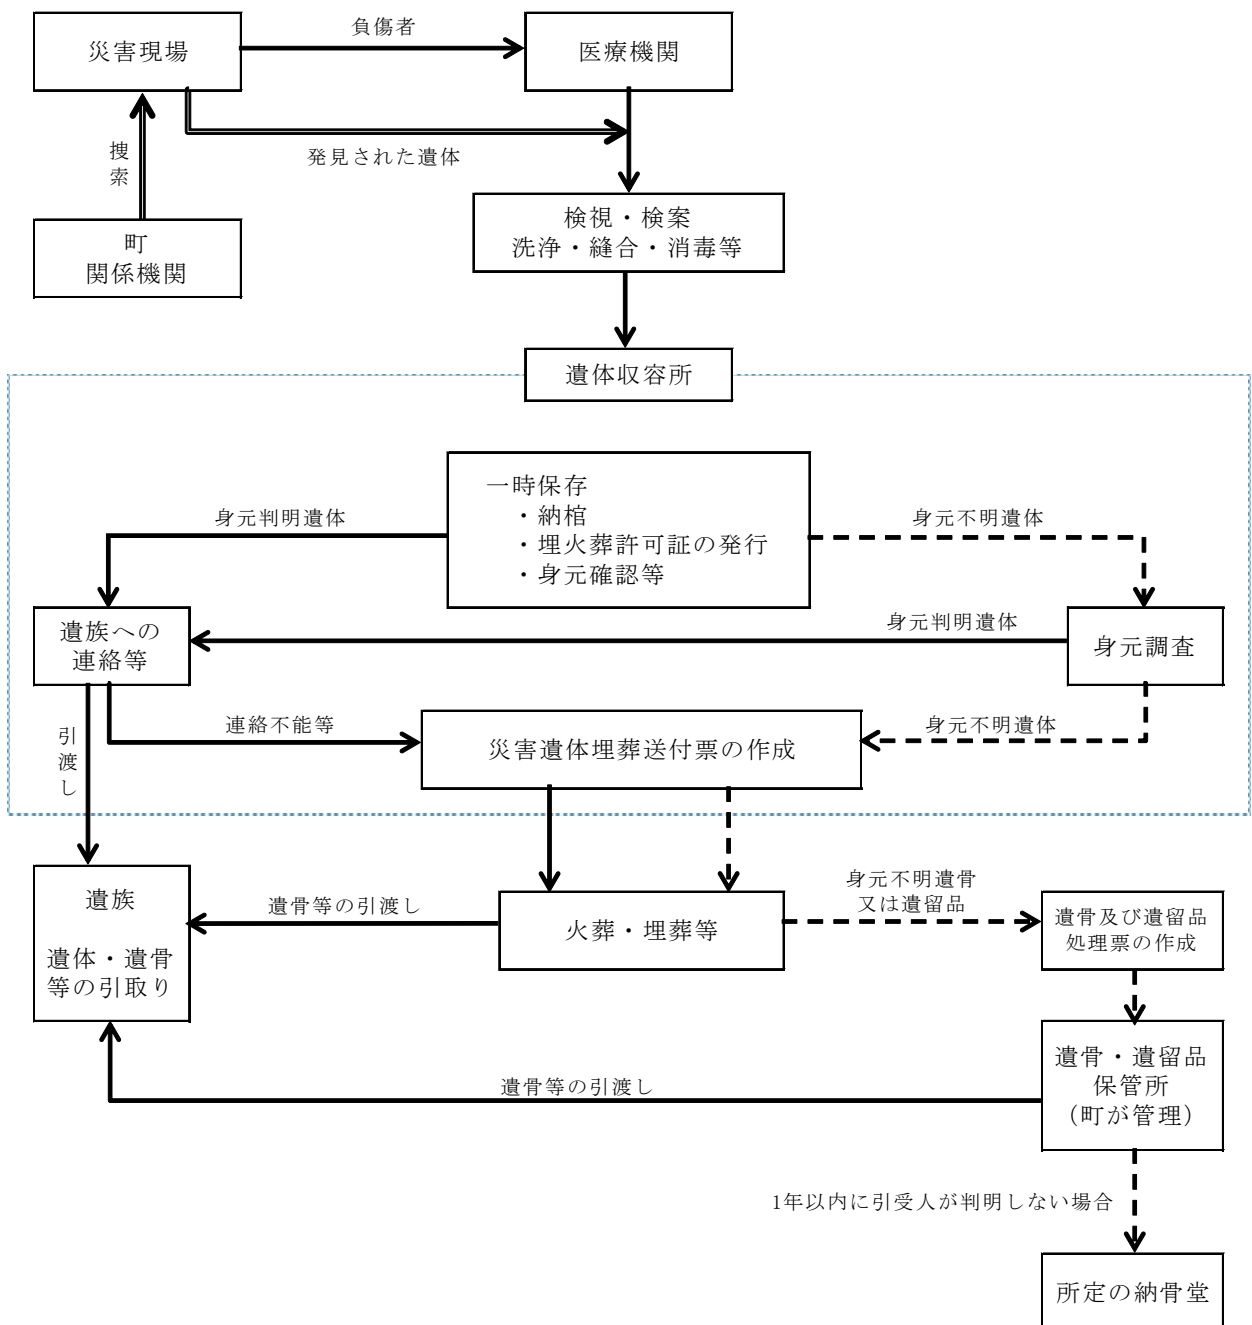 災害現場
負傷者
医療機関
捜
索
発見された遺体
町
関係機関
検視・検案
洗浄・縫合・消毒等
遺体収容所
一時保存
・納棺
・埋火葬許可証の発行
・身元確認等
身元判明遺体
身元不明遺体
遺族への
連絡等
身元判明遺体
身元調査
引
渡
し
連絡不能等
災害遺体埋葬送付票の作成
身元不明遺体
遺族
遺体・遺骨
等の引取り
遺骨等の引渡し
火葬・埋葬等
身元不明遺骨
又は遺留品
遺骨及び遺留品
処理票の作成
遺骨等の引渡し
遺骨・遺留品
保管所
（町が管理）
1年以内に引受人が判明しない場合
所定の納骨堂